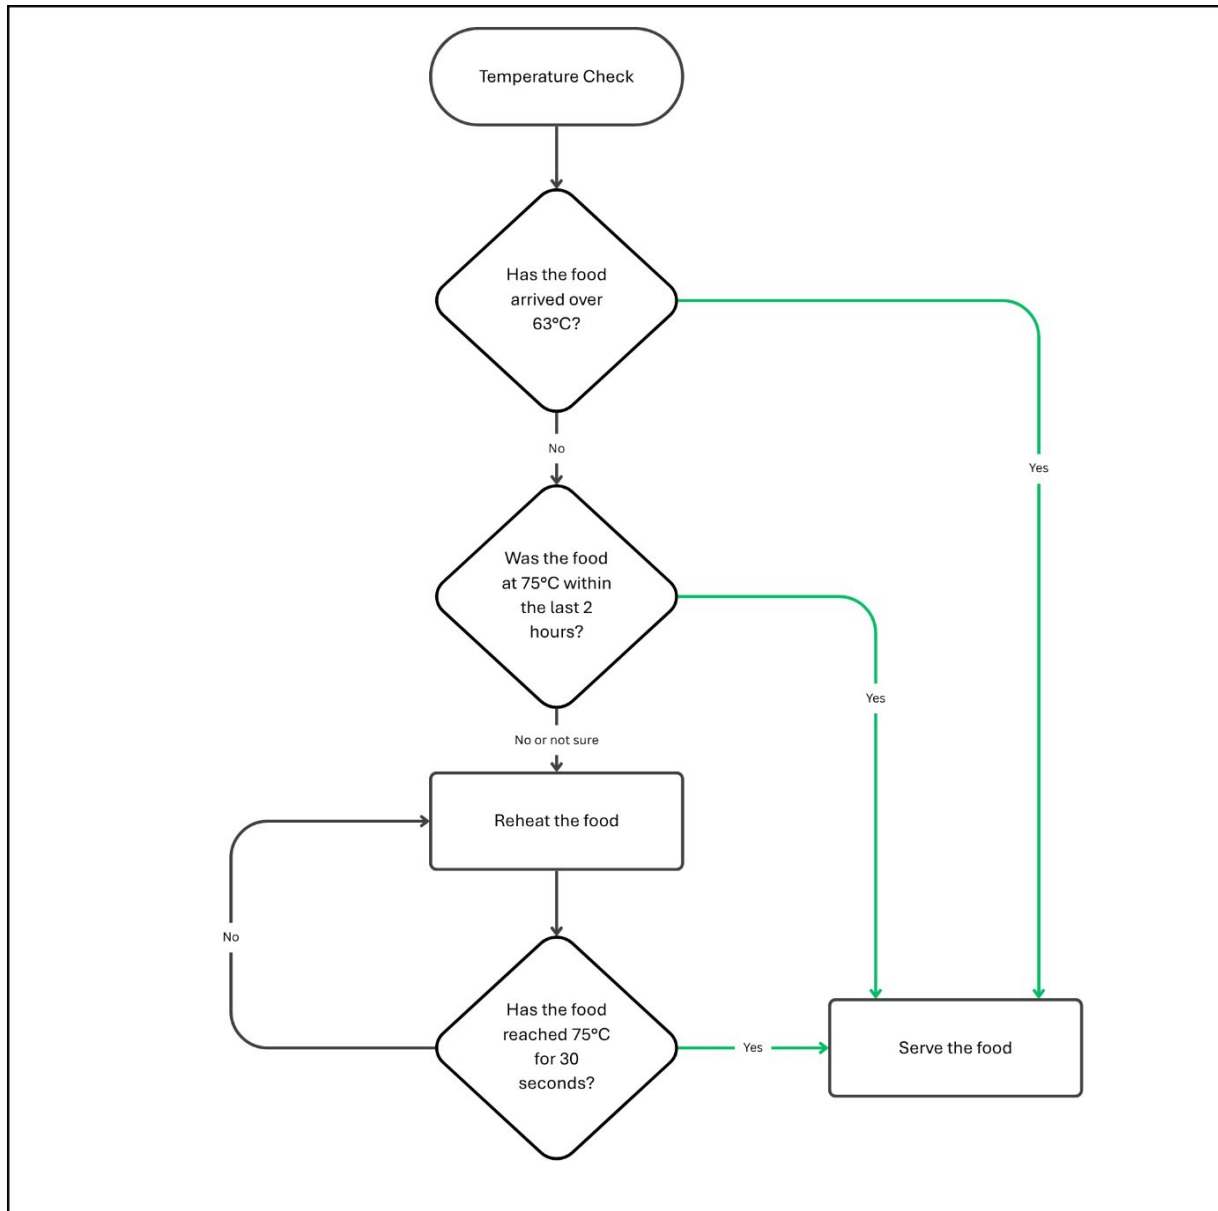 Temperature Check
Has the food
arrived over
63°C?
No
Yes
Was the food
at 75°C within
the last 2
hours?
Yes
No or not sure
Reheat the food
No
Has the food
reached 75°C
for 30
seconds?
Yes
Serve the food